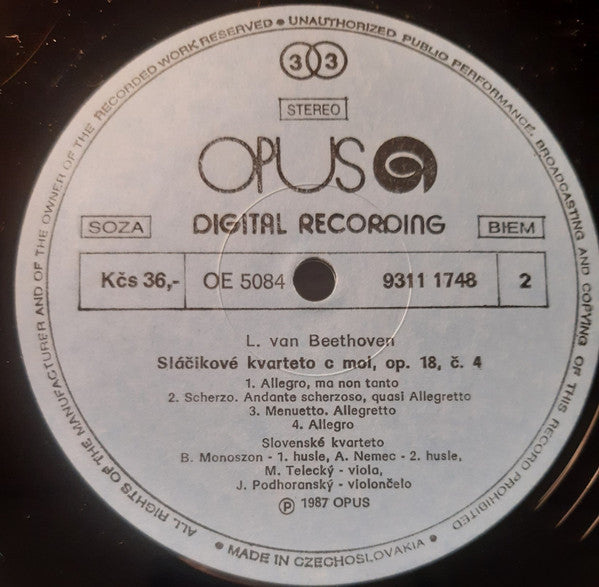 ALL RIGHTS OF THE MANUFACTURER AND OF THE OWNER OF THE RECORDED WORK RESERVED ● UNAUTHORIZED PUBLIC PERFORMANCE, BROADCASTING AND COPYING OF THIS RECORD PROHIBITED
33
STEREO
OPUS
SOZA DIGITAL RECORDING BIEM
Kčs 36,- OE 5084 9311 1748 2
L. van Beethoven
Sláčikové kvarteto c mol, op. 18, č. 4
1. Allegro, ma non tanto
2. Scherzo. Andante scherzoso, quasi Allegretto
3. Menuetto. Allegretto
4. Allegro
Slovenské kvarteto
B. Monoszon - 1. husle, A. Nemec - 2. husle,
M. Telecký - viola,
J. Podhoranský - violončelo
Ⓟ 1987 OPUS
● MADE IN CZECHOSLOVAKIA ●